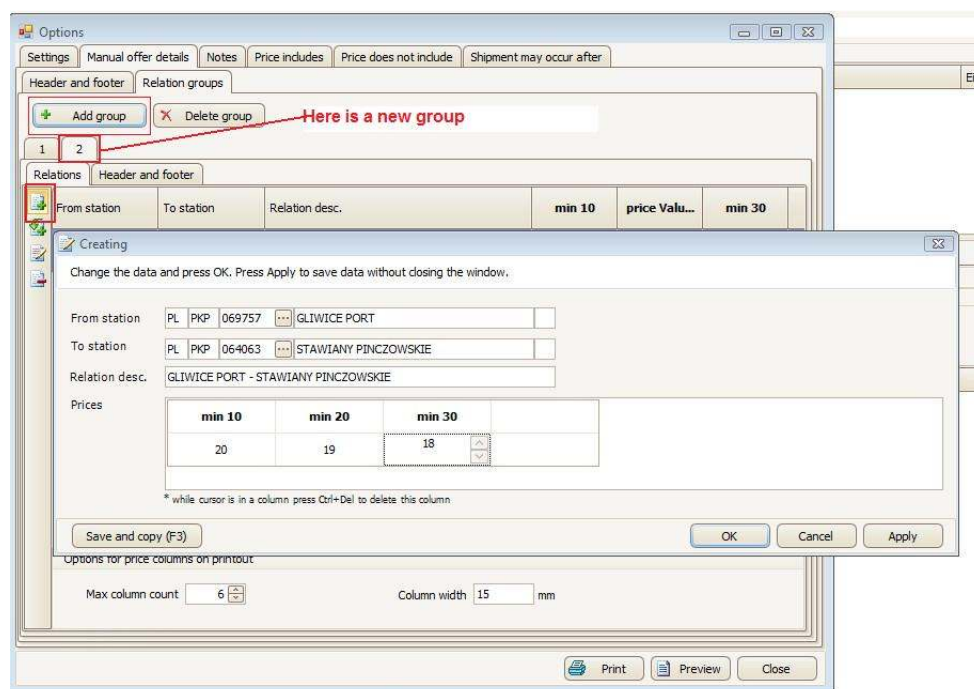 Options
Settings Manual offer details Notes Price includes Price does not include Shipment may occur after
Header and footer Relation groups
Add group Delete group Here is a new group
1 2
Relations Header and footer
From station To station Relation desc. min 10 price Valu... min 30
Creating
Change the data and press OK. Press Apply to save data without closing the window.
From station PL PKP 069757 ... GLIWICE PORT
To station PL PKP 064063 ... STAWIANY PINCZOWSKIE
Relation desc. GLIWICE PORT - STAWIANY PINCZOWSKIE
Prices min 10 min 20 min 30
20 19 18
* while cursor is in a column press Ctrl+Del to delete this column
Save and copy (F3) OK Cancel Apply
Options for price columns on printout
Max column count 6 Column width 15 mm
Print Preview Close